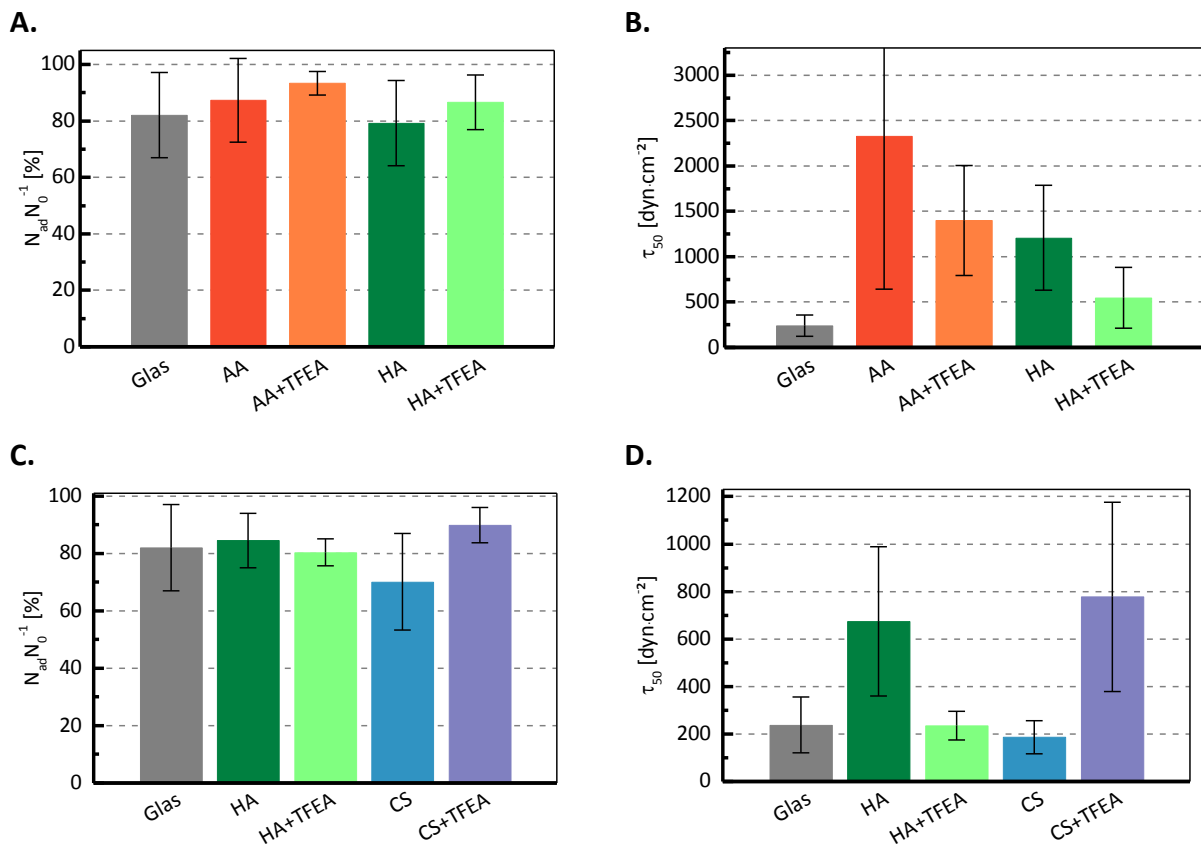 A.
N_ad N_0^-1 [%]
100
80
60
40
20
0
Glas
AA
AA+TFEA
HA
HA+TFEA
B.
τ_50 [dyn·cm⁻²]
3000
2500
2000
1500
1000
500
0
Glas
AA
AA+TFEA
HA
HA+TFEA
C.
N_ad N_0^-1 [%]
100
80
60
40
20
0
Glas
HA
HA+TFEA
CS
CS+TFEA
D.
τ_50 [dyn·cm⁻²]
1200
1000
800
600
400
200
0
Glas
HA
HA+TFEA
CS
CS+TFEA